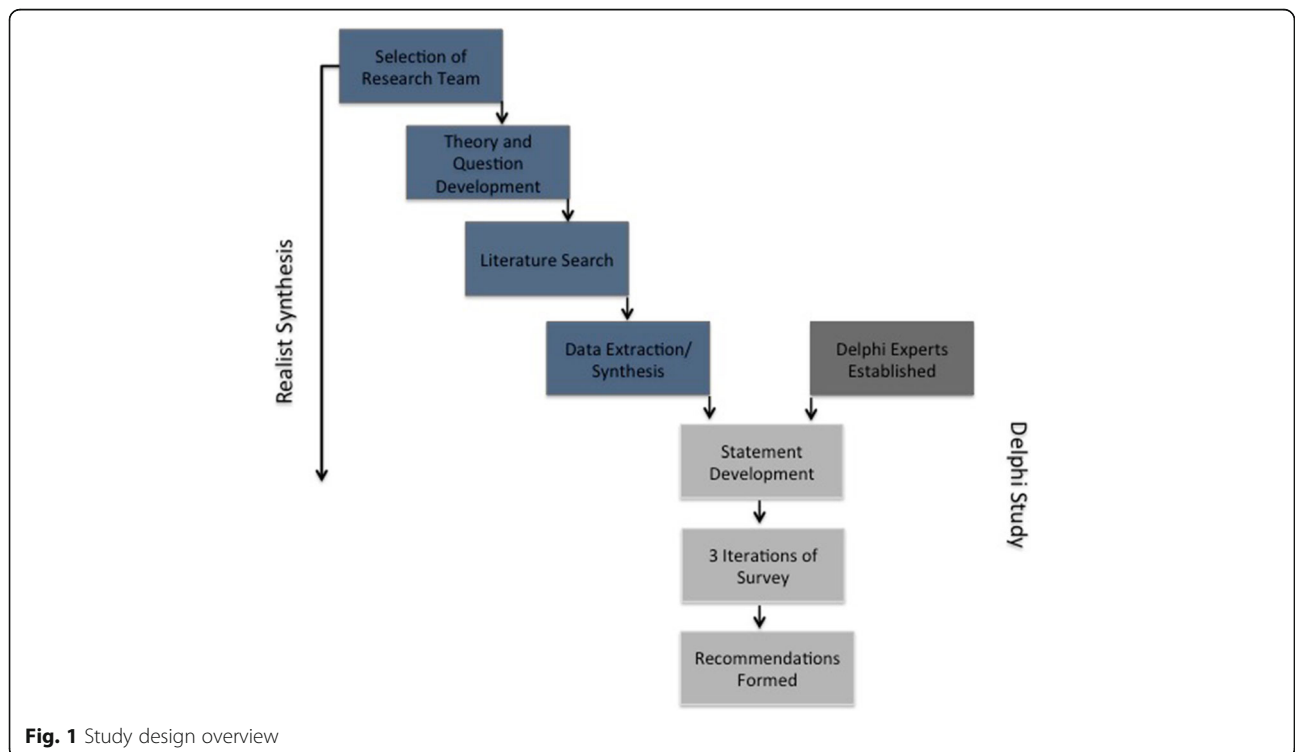 Selection of
Research Team
Theory and
Question
Development
Literature Search
Realist Synthesis
Data Extraction/
Synthesis
Delphi Experts
Established
Statement
Development
Delphi Study
3 Iterations of
Survey
Recommendations
Formed
Fig. 1 Study design overview